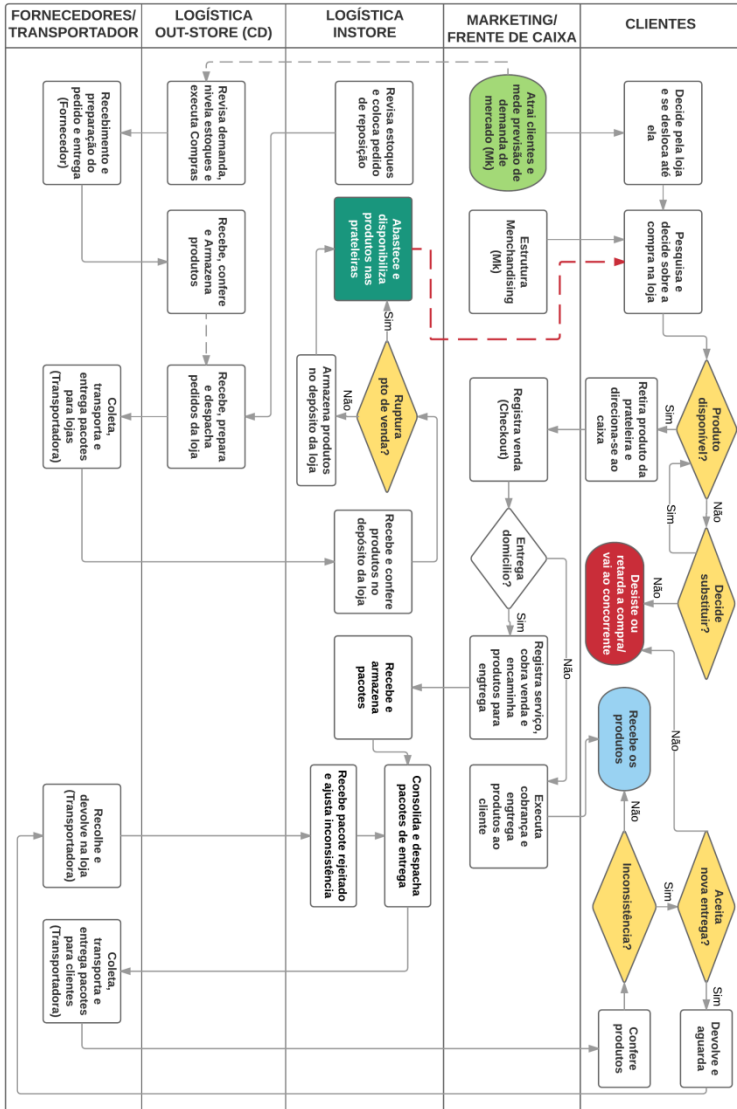 FORNECEDORES/
TRANSPORTADOR
LOGÍSTICA
OUT-STORE (CD)
LOGÍSTICA
INSTORE
MARKETING/
FRENTE DE CAIXA
CLIENTES
Recebimento e
preparação do
pedido e entrega
(Fornecedor)
Revisa demanda,
nivela estoques e
executa Compras
Revisa estoques
e coloca pedido
de reposição
Atrai clientes e
mede previsão de
demanda de
mercado (Mk)
Decide pela loja
e se desloca até
ela
Recebe, confere
e Armazena
produtos
Abastece e
disponibiliza
produtos nas
prateleiras
Estrutura
Menchandising
(Mk)
Pesquisa e
decide sobre a
compra na loja
Sim
Coleta,
transporta e
entrega pacotes
para lojas
(Transportadora)
Recebe, prepara
e despacha
pedidos da loja
Armazena produtos
no depósito da loja
Não
Ruptura
pto de venda?
Registra venda
(Checkout)
Retira produto da
prateleira e
direciona-se ao
caixa
Sim
Produto
disponível?
Sim
Não
Recebe e confere
produtos no
depósito da loja
Entrega
domicilio?
Sim
Não
Desiste ou
retarda a compra/
vai ao concorrente
Não
Decide
substituir?
Recebe e
armazena
pacotes
Registra serviço,
cobra venda e
encaminha
produtos para
engtrega
Recebe os
produtos
Não
Recolhe e
devolve na loja
(Transportadora)
Recebe pacote rejeitado
e ajusta inconsistência
Consolida e despacha
pacotes de entrega
Executa
cobrança e
engtrega
produtos ao
cliente
Não
Inconsistência?
Sim
Aceita
nova entrega?
Sim
Coleta,
transporta e
entrega pacotes
para clientes
(Transportadora)
Confere
produtos
Devolve e
aguarda